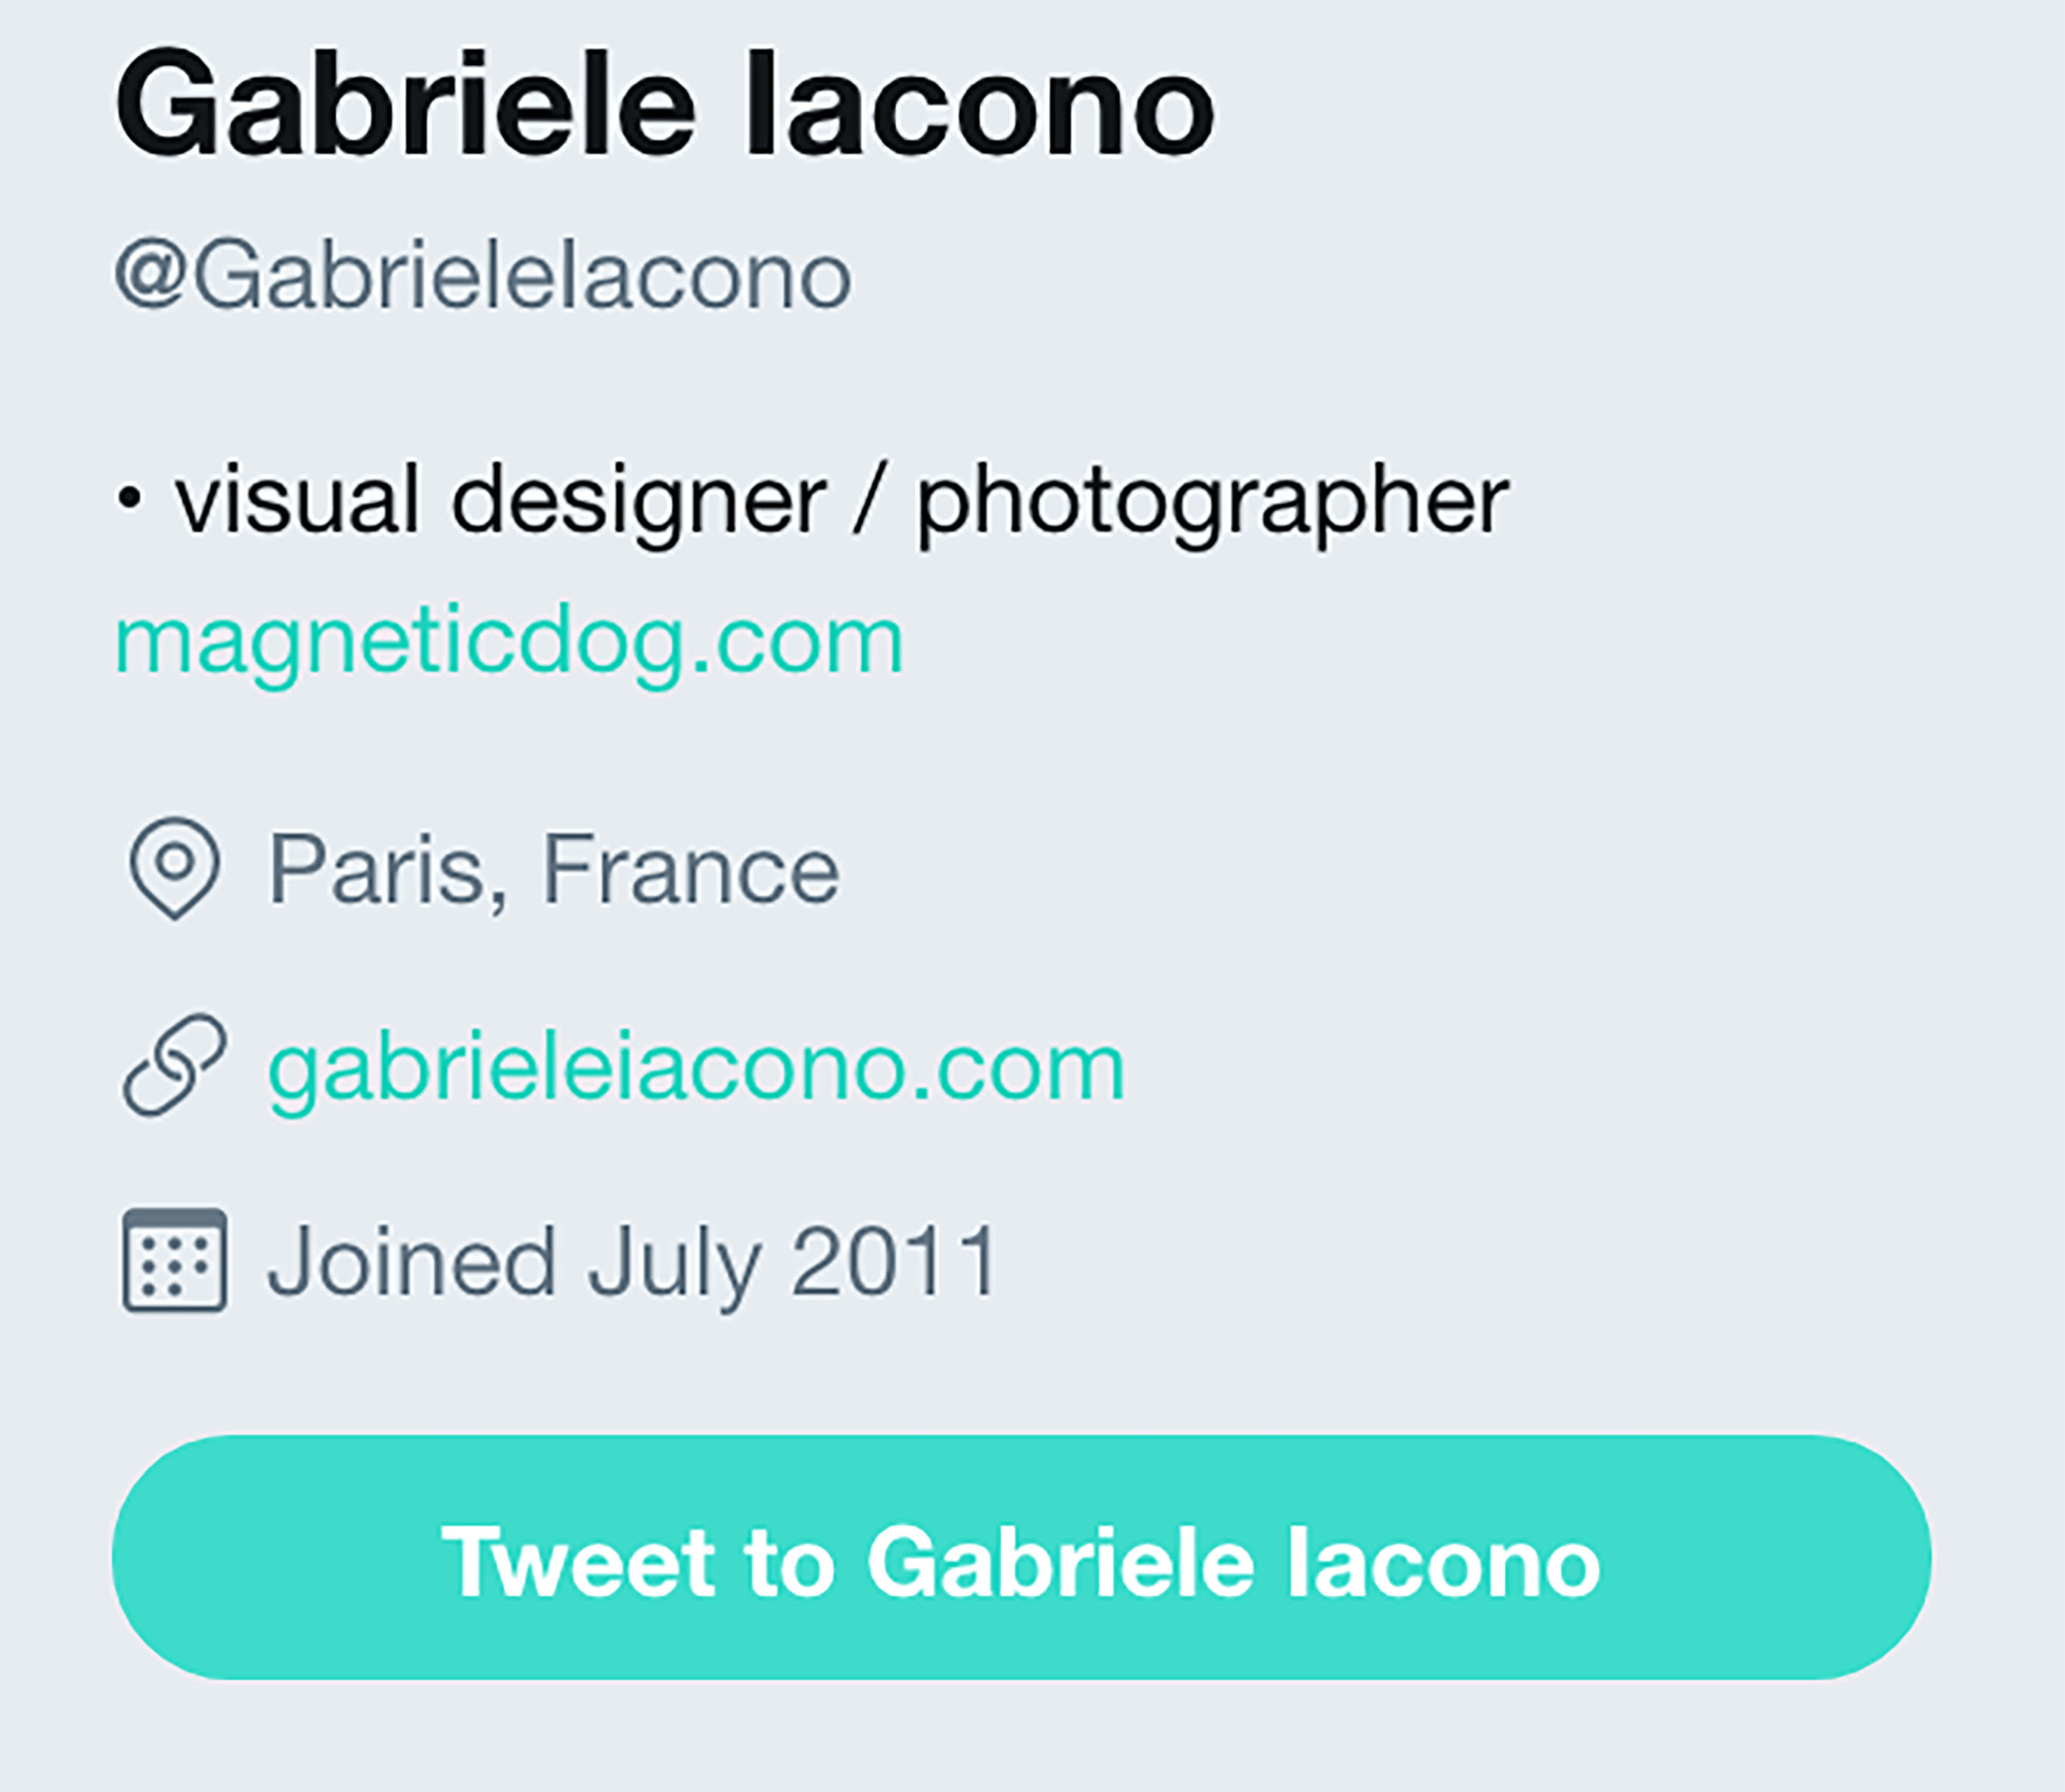 Gabriele Iacono
@GabrieleIacono
• visual designer / photographer
magneticdog.com
Paris, France
gabrieleiacono.com
Joined July 2011
Tweet to Gabriele Iacono